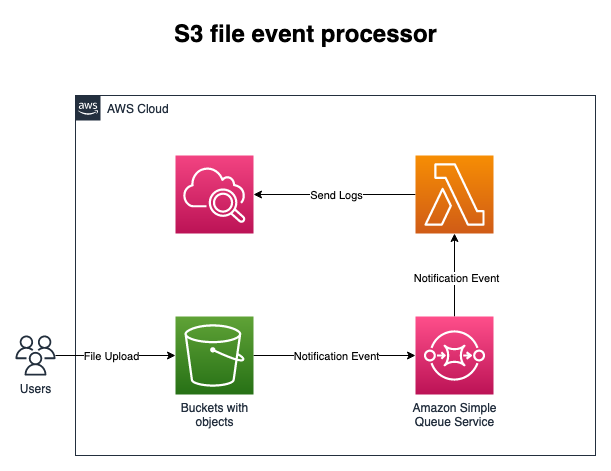 S3 file event processor
aws
AWS Cloud
Send Logs
Notification Event
File Upload
Notification Event
Users
Buckets with
objects
Amazon Simple
Queue Service